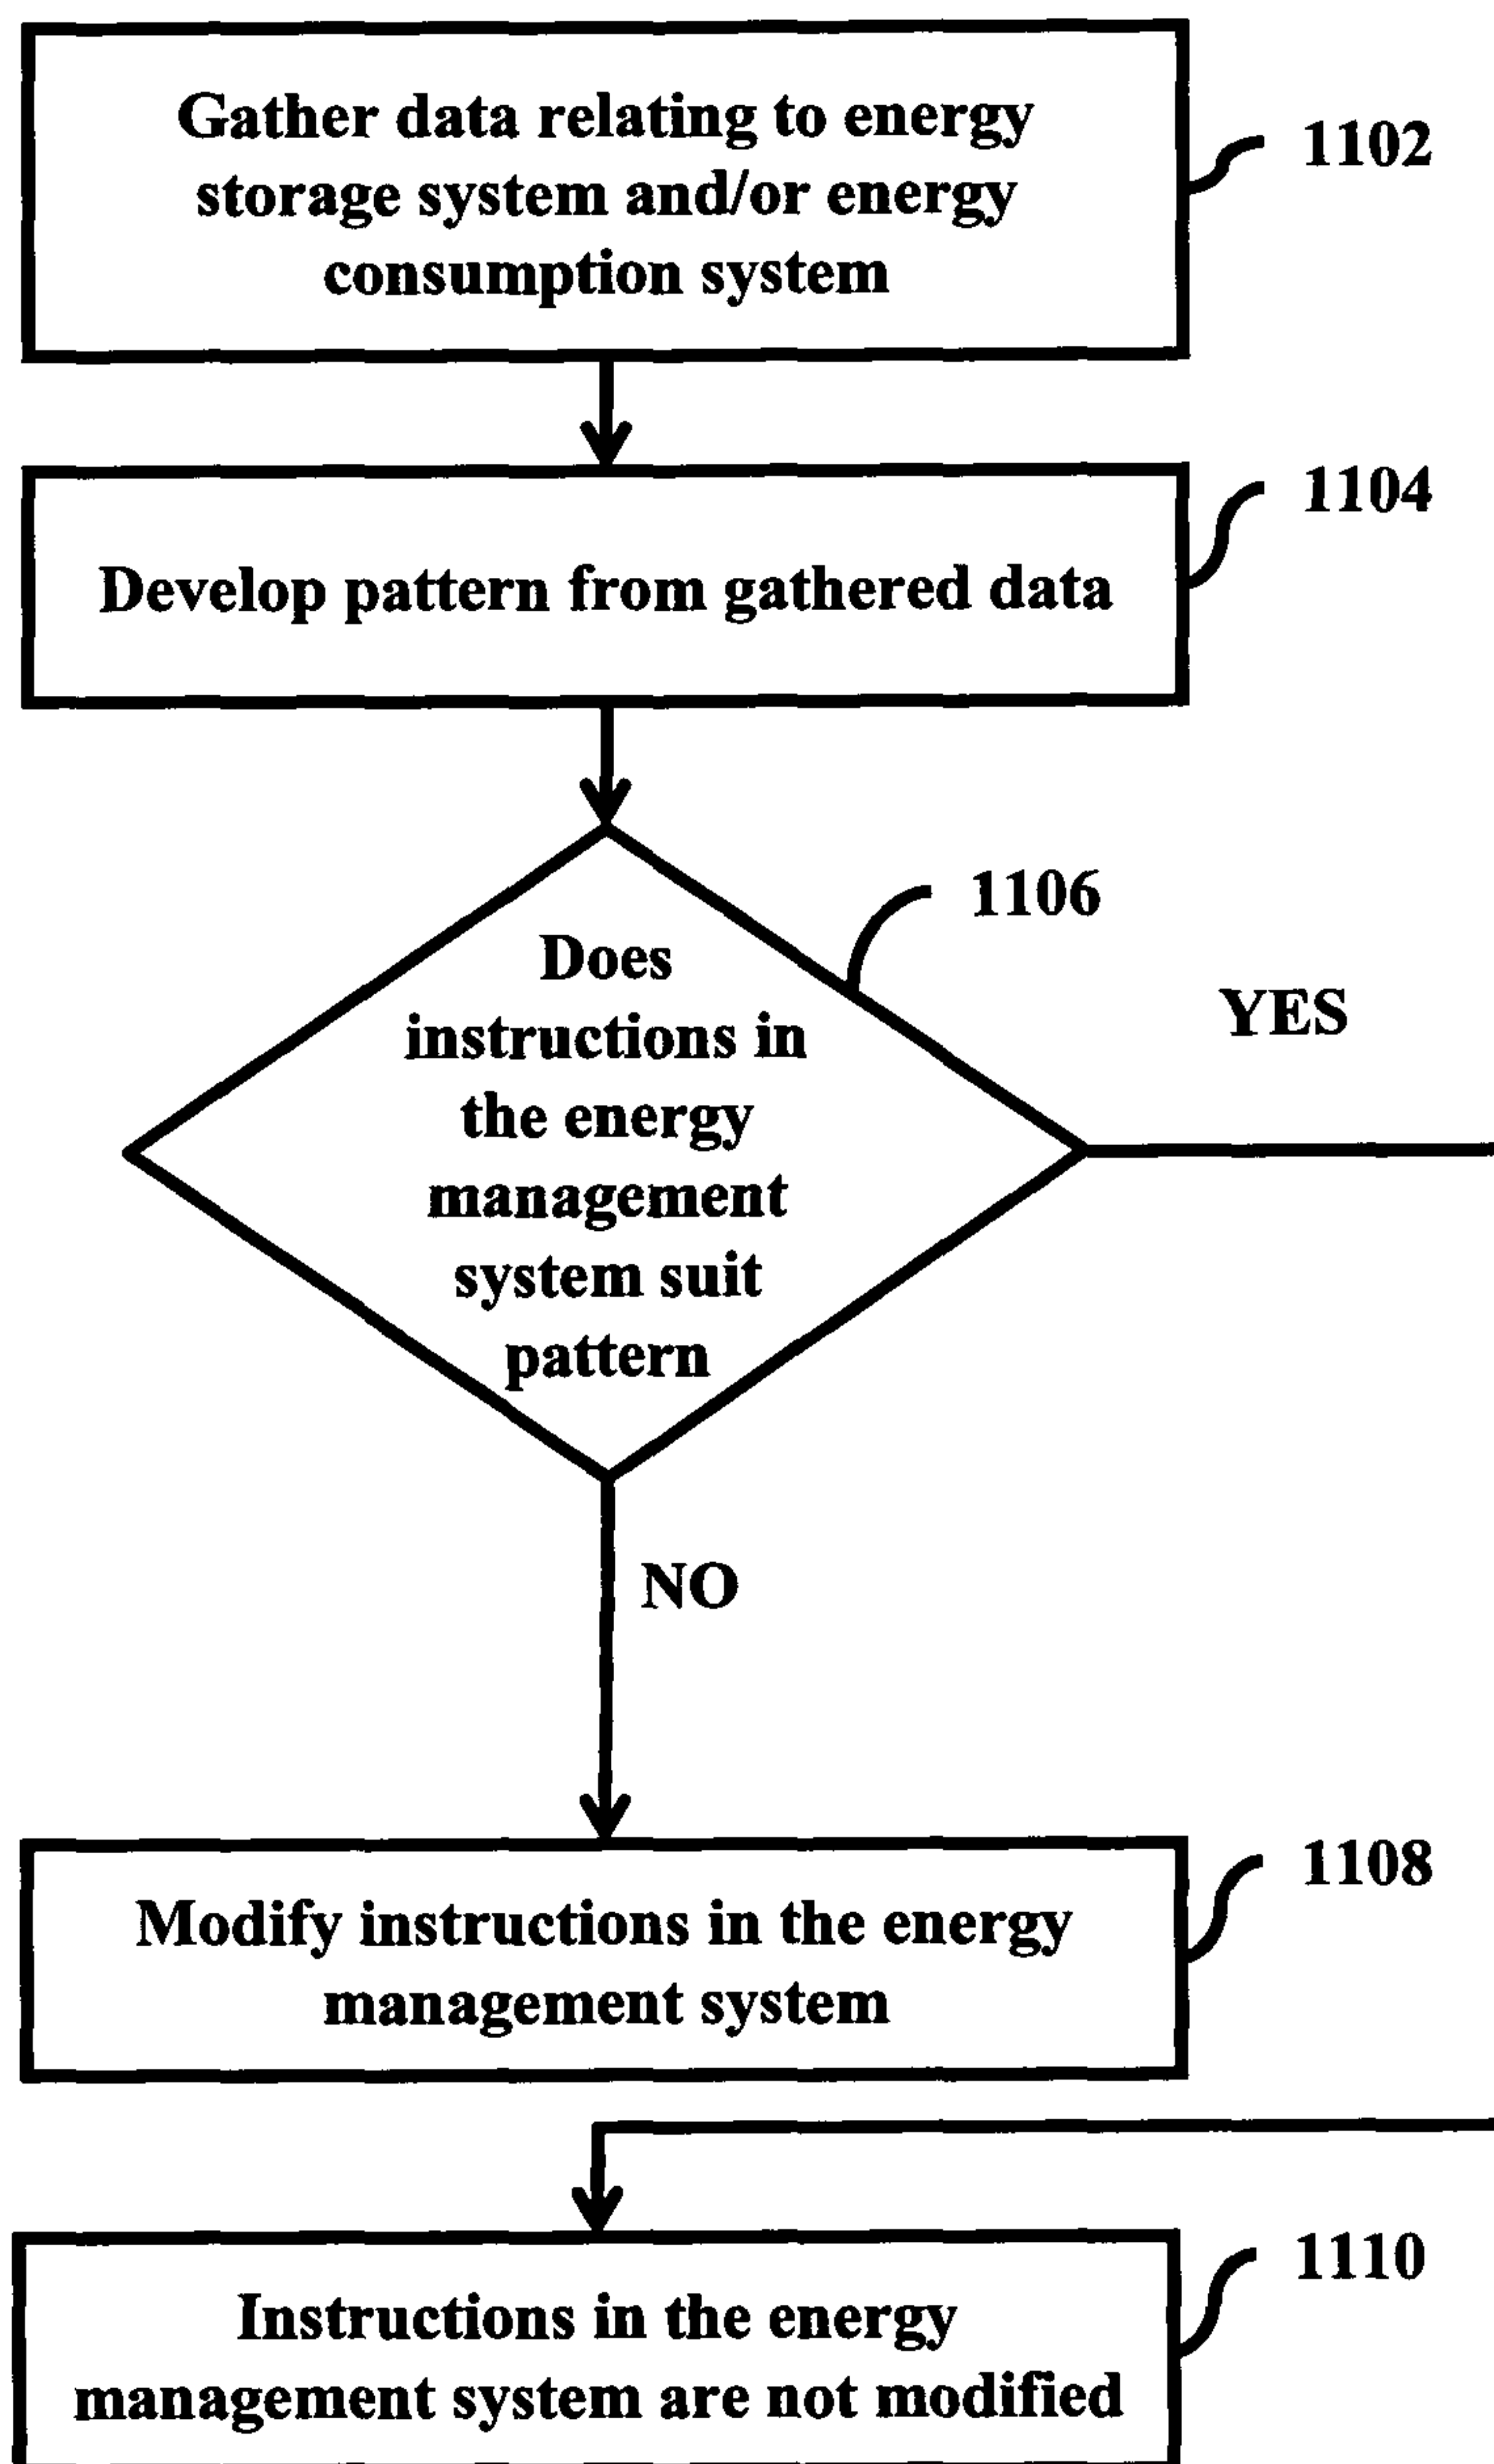 Gather data relating to energy
storage system and/or energy
consumption system
1102
Develop pattern from gathered data
1104
Does
instructions in
the energy
management
system suit
pattern
1106
YES
NO
Modify instructions in the energy
management system
1108
Instructions in the energy
management system are not modified
1110